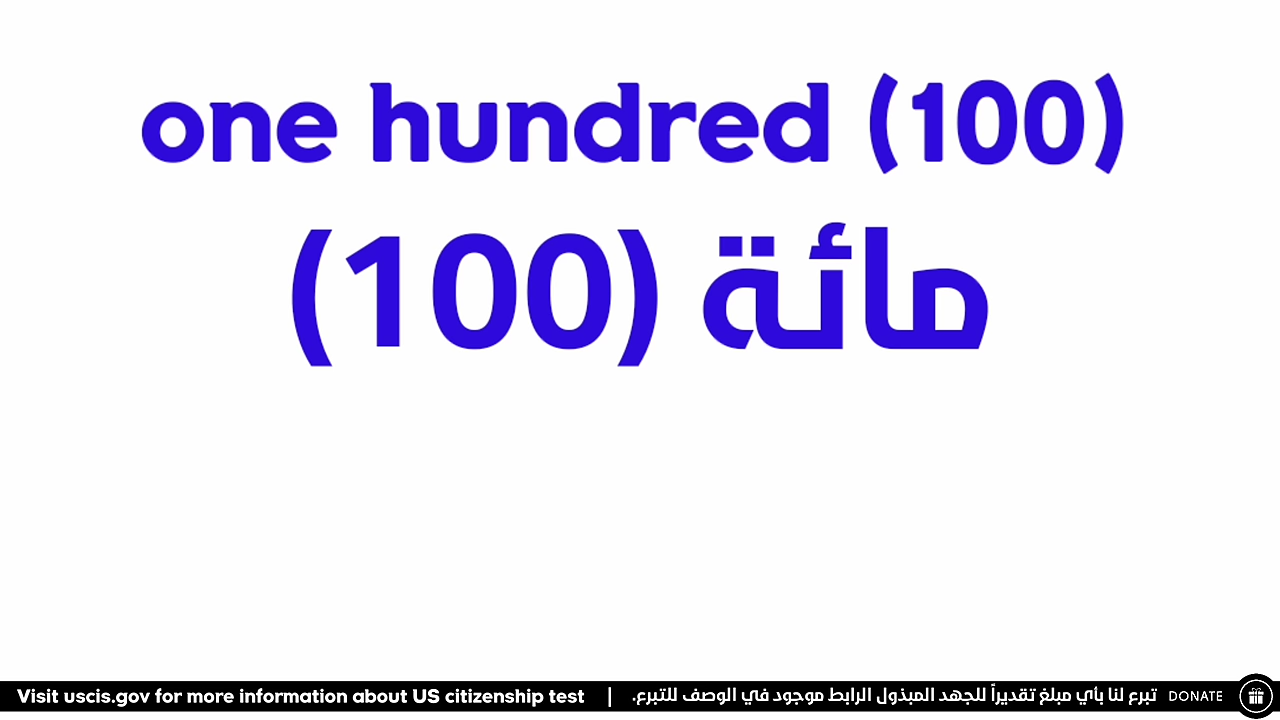 one hundred (100)
مائة (100)
Visit uscis.gov for more information about US citizenship test | تبرع لنا بأي مبلغ تقديراً للجهد المبذول الرابط موجود في الوصف للتبرع. DONATE